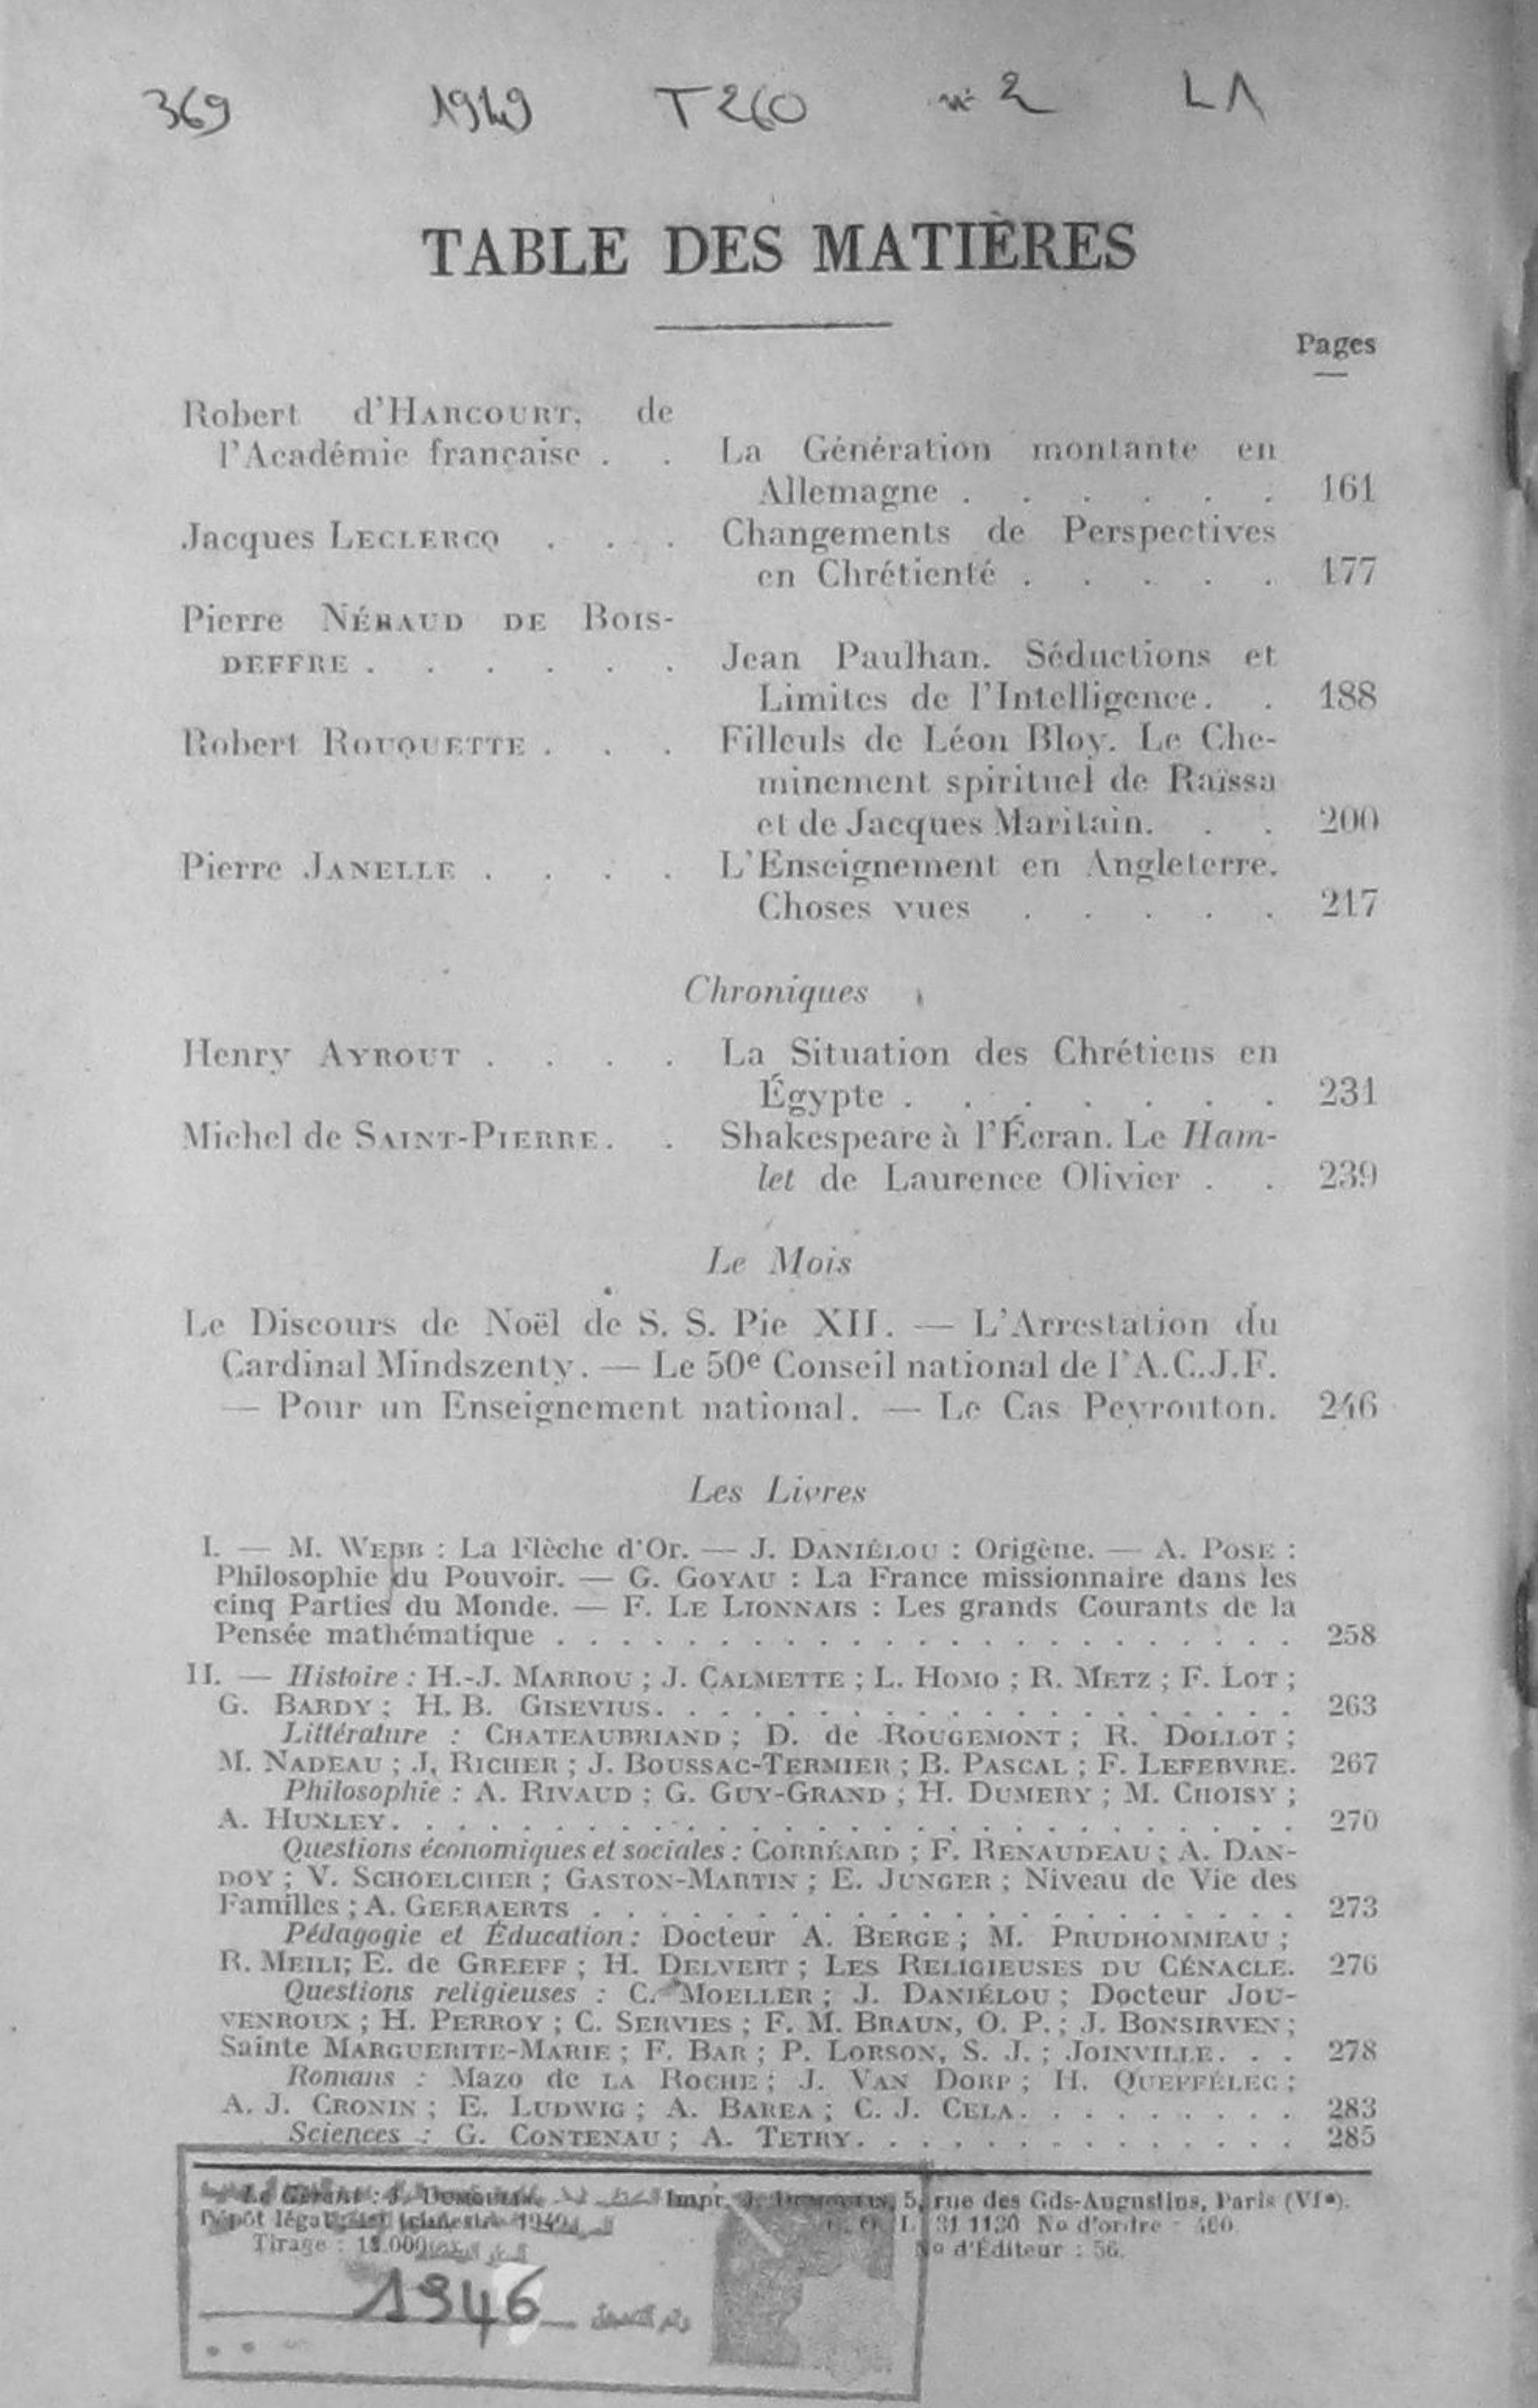 369 1949 T260 n° 2 L1
TABLE DES MATIÈRES
Pages
Robert d'HARCOURT, de
l'Académie française . . La Génération montante en
Allemagne . . . . . . 161
Jacques LECLERCQ . . . Changements de Perspectives
en Chrétienté . . . . . 177
Pierre NÉRAUD DE BOIS-
DEFFRE . . . . . . Jean Paulhan. Séductions et
Limites de l'Intelligence. . 188
Robert ROUQUETTE . . . Filleuls de Léon Bloy. Le Che-
minement spirituel de Raïssa
et de Jacques Maritain. . . 200
Pierre JANELLE . . . . L'Enseignement en Angleterre.
Choses vues . . . . . 217
Chroniques
Henry AYROUT . . . . La Situation des Chrétiens en
Égypte . . . . . . . 231
Michel de SAINT-PIERRE. . Shakespeare à l'Écran. Le Ham-
let de Laurence Olivier . . 239
Le Mois
Le Discours de Noël de S. S. Pie XII. — L'Arrestation du
Cardinal Mindszenty. — Le 50e Conseil national de l'A.C.J.F.
— Pour un Enseignement national. — Le Cas Peyrouton. 246
Les Livres
I. — M. WEBB : La Flèche d'Or. — J. DANIÉLOU : Origène. — A. POSE :
Philosophie du Pouvoir. — G. GOYAU : La France missionnaire dans les
cinq Parties du Monde. — F. LE LIONNAIS : Les grands Courants de la
Pensée mathématique . . . . . . . . . . . . . . . . . . . . . . 258
II. — Histoire : H.-J. MARROU ; J. CALMETTE ; L. HOMO ; R. METZ ; F. LOT ;
G. BARDY ; H. B. GISEVIUS. . . . . . . . . . . . . . . . . . . . 263
Littérature : CHATEAUBRIAND ; D. de ROUGEMONT ; R. DOLLOT ;
M. NADEAU ; J. RICHER ; J. BOUSSAC-TERMIER ; B. PASCAL ; F. LEFEBVRE. 267
Philosophie : A. RIVAUD ; G. GUY-GRAND ; H. DUMERY ; M. CHOISY ;
A. HUXLEY. . . . . . . . . . . . . . . . . . . . . . . . . . . 270
Questions économiques et sociales : CORRÉARD ; F. RENAUDEAU ; A. DAN-
DOY ; V. SCHOELCHER ; GASTON-MARTIN ; E. JUNGER ; Niveau de Vie des
Familles ; A. GEERAERTS . . . . . . . . . . . . . . . . . . . . . 273
Pédagogie et Éducation : Docteur A. BERGE ; M. PRUDHOMMEAU ;
R. MEILI; E. de GREEFF ; H. DELVERT ; LES RELIGIEUSES DU CÉNACLE. 276
Questions religieuses : C. MOELLER ; J. DANIÉLOU ; Docteur JOU-
VENROUX ; H. PERROY ; C. SERVIES ; F. M. BRAUN, O. P. ; J. BONSIRVEN ;
Sainte MARGUERITE-MARIE ; F. BAR ; P. LORSON, S. J. ; JOINVILLE. . . 278
Romans : Mazo de LA ROCHE ; J. VAN DORP ; H. QUEFFÉLEC ;
A. J. CRONIN ; E. LUDWIG ; A. BAREA ; C. J. CELA. . . . . . . . . 283
Sciences : G. CONTENAU ; A. TETRY. . . . . . . . . . . . . . 285
Le Gérant : J. DUMOULIN. Impr. J. DUMOULIN, 5, rue des Gds-Augustins, Paris (VIe).
Dépôt légal 1er trimestre 1949 31 1130 No d'ordre : 400
Tirage : 18.000 No d'Éditeur : 56.
1946 رقم التسجيل